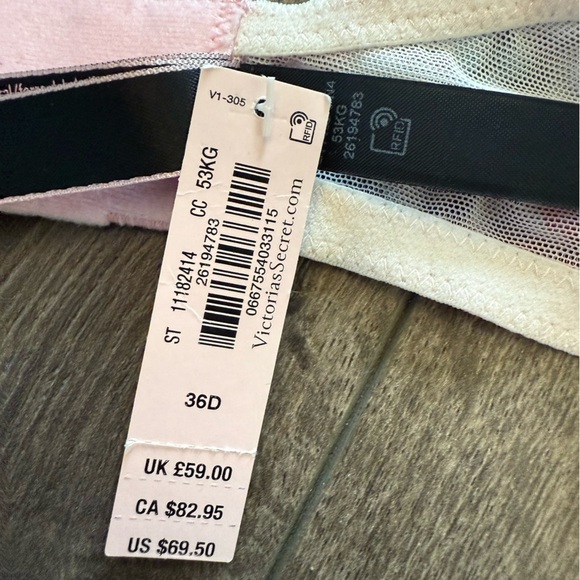 V1-305
RFID
ST 11182414 CC 53KG
26194783
0667554033115
VictoriasSecret.com
36D
UK £59.00
CA $82.95
US $69.50
53KG
26194783
RFID